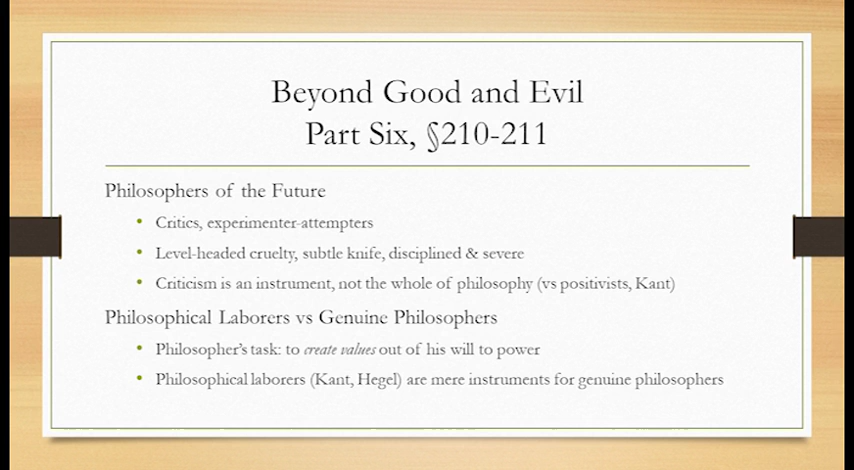 Beyond Good and Evil
Part Six, §210-211
Philosophers of the Future
• Critics, experimenter-attempters
• Level-headed cruelty, subtle knife, disciplined & severe
• Criticism is an instrument, not the whole of philosophy (vs positivists, Kant)
Philosophical Laborers vs Genuine Philosophers
• Philosopher's task: to create values out of his will to power
• Philosophical laborers (Kant, Hegel) are mere instruments for genuine philosophers